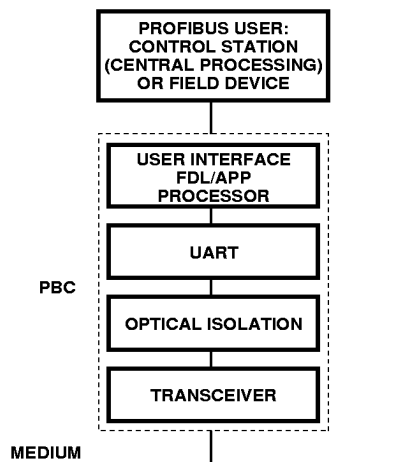 PROFIBUS USER:
CONTROL STATION
(CENTRAL PROCESSING)
OR FIELD DEVICE
USER INTERFACE
FDL/APP
PROCESSOR
UART
PBC
OPTICAL ISOLATION
TRANSCEIVER
MEDIUM